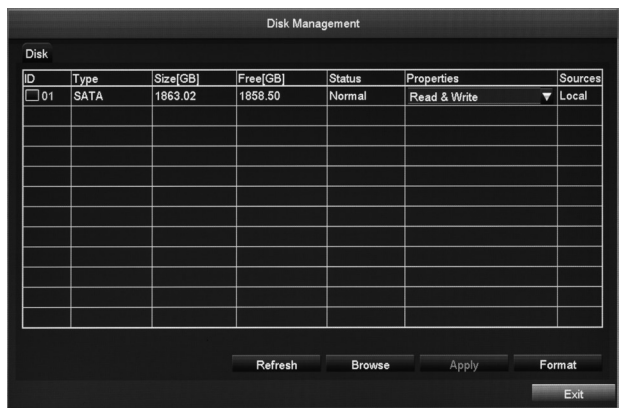 Disk Management
Disk
ID Type Size[GB] Free[GB] Status Properties Sources
01 SATA 1863.02 1858.50 Normal Read & Write Local
Refresh Browse Apply Format
Exit